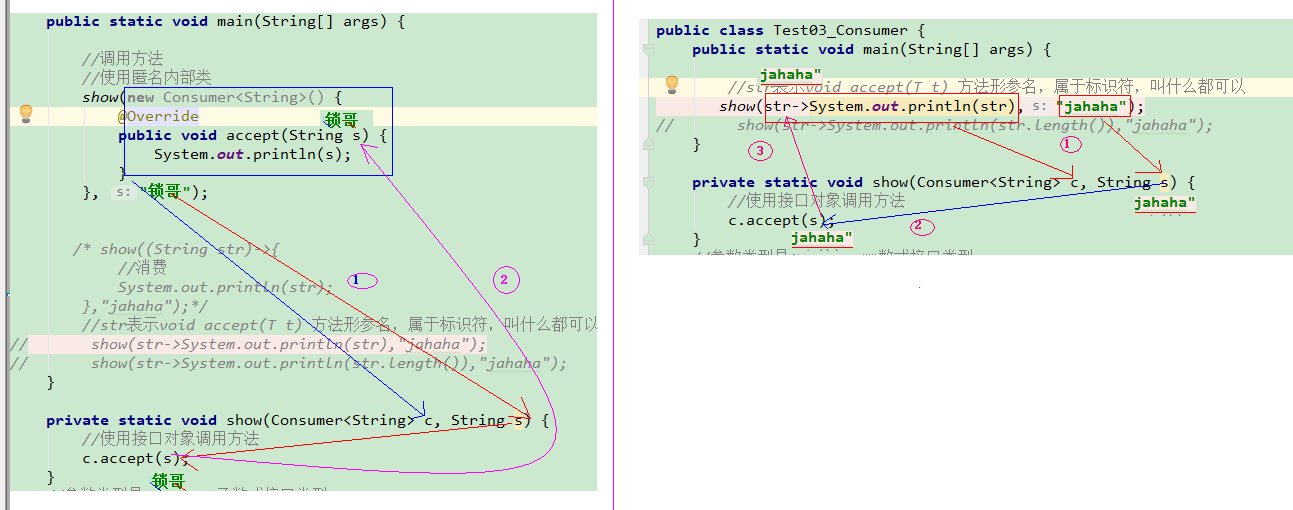 public static void main(String[] args) {
//调用方法
//使用匿名内部类
show(new Consumer<String>() {
@Override
锁哥
public void accept(String s) {
System.out.println(s);
}
}, s: "锁哥");
/* show((String str)->{
//消费
System.out.println(str);
},"jahaha");*/
//str表示void accept(T t) 方法形参名，属于标识符，叫什么都可以
// show(str->System.out.println(str),"jahaha");
// show(str->System.out.println(str.length()),"jahaha");
}
private static void show(Consumer<String> c, String s) {
//使用接口对象调用方法
c.accept(s);
}
锁哥
1
2
public class Test03_Consumer {
public static void main(String[] args) {
jahaha"
//str表示void accept(T t) 方法形参名，属于标识符，叫什么都可以
show(str->System.out.println(str), s: "jahaha");
// show(str->System.out.println(str.length()),"jahaha");
}
3
1
private static void show(Consumer<String> c, String s) {
//使用接口对象调用方法
jahaha"
c.accept(s);
2
}
jahaha"